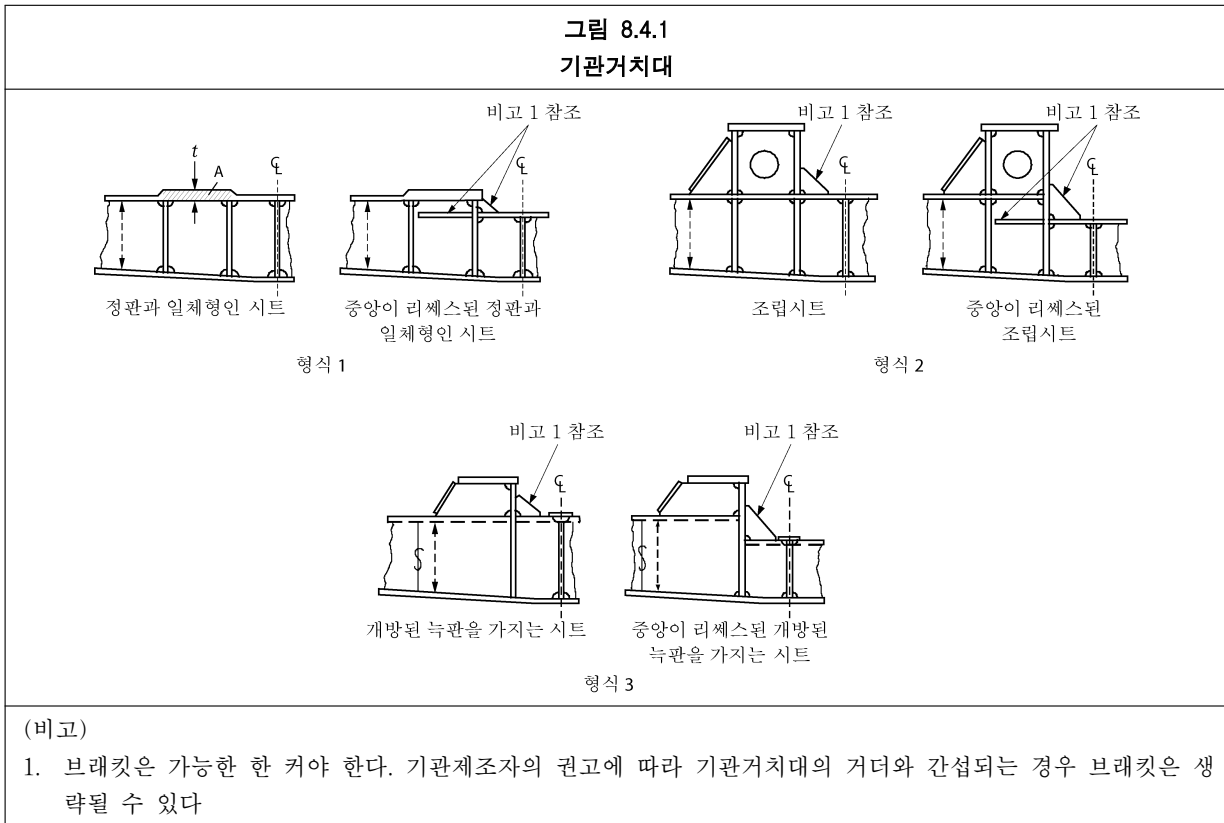 그림 8.4.1
기관거치대
비고 1 참조
비고 1 참조
t
A
℄
℄
℄
℄
정판과 일체형인 시트
중앙이 리쎄스된 정판과
일체형인 시트
조립시트
중앙이 리쎄스된
조립시트
형식 1
형식 2
비고 1 참조
비고 1 참조
℄
℄
개방된 늑판을 가지는 시트
중앙이 리쎄스된 개방된
늑판을 가지는 시트
형식 3
(비고)
1. 브래킷은 가능한 한 커야 한다. 기관제조자의 권고에 따라 기관거치대의 거더와 간섭되는 경우 브래킷은 생
략될 수 있다